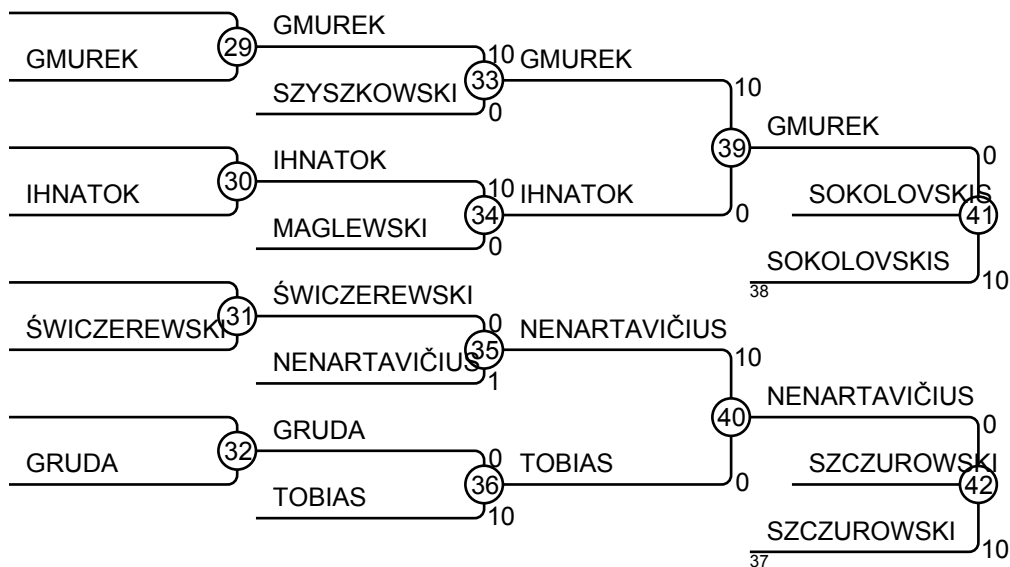 GMUREK
29
GMUREK
10
SZYSZKOWSKI
33
0
GMUREK
10
IHNATOK
30
IHNATOK
10
MAGLEWSKI
34
0
IHNATOK
0
39
GMUREK
0
SOKOLOVSKIS
41
SOKOLOVSKIS
38
10
ŚWICZEREWSKI
31
ŚWICZEREWSKI
0
NENARTAVIČIUS
35
1
NENARTAVIČIUS
10
GRUDA
32
GRUDA
0
TOBIAS
36
10
TOBIAS
0
40
NENARTAVIČIUS
0
SZCZUROWSKI
42
SZCZUROWSKI
37
10